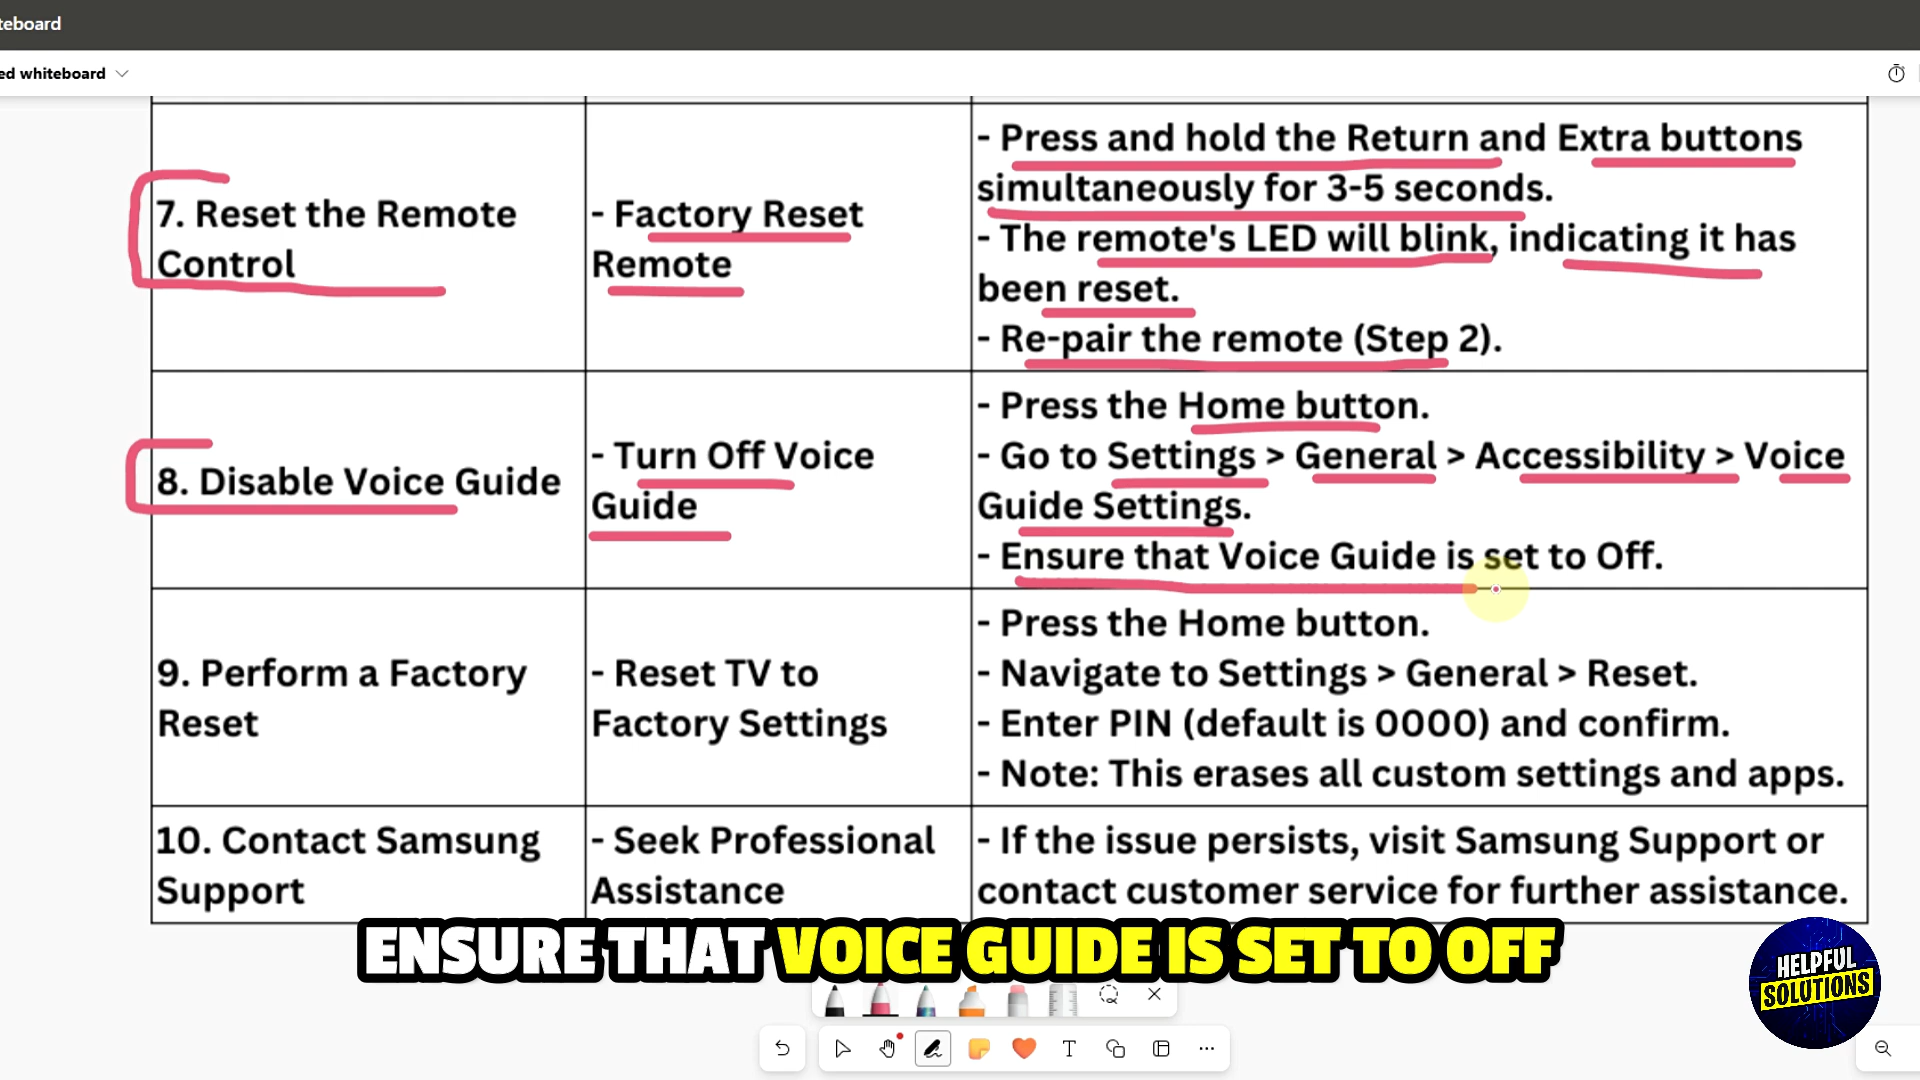 teboard
ed whiteboard
7. Reset the Remote
Control
- Factory Reset
Remote
- Press and hold the Return and Extra buttons
simultaneously for 3-5 seconds.
- The remote's LED will blink, indicating it has
been reset.
- Re-pair the remote (Step 2).
8. Disable Voice Guide
- Turn Off Voice
Guide
- Press the Home button.
- Go to Settings > General > Accessibility > Voice
Guide Settings.
- Ensure that Voice Guide is set to Off.
9. Perform a Factory
Reset
- Reset TV to
Factory Settings
- Press the Home button.
- Navigate to Settings > General > Reset.
- Enter PIN (default is 0000) and confirm.
- Note: This erases all custom settings and apps.
10. Contact Samsung
Support
- Seek Professional
Assistance
- If the issue persists, visit Samsung Support or
contact customer service for further assistance.
ENSURE THAT VOICE GUIDE IS SET TO OFF
HELPFUL
SOLUTIONS